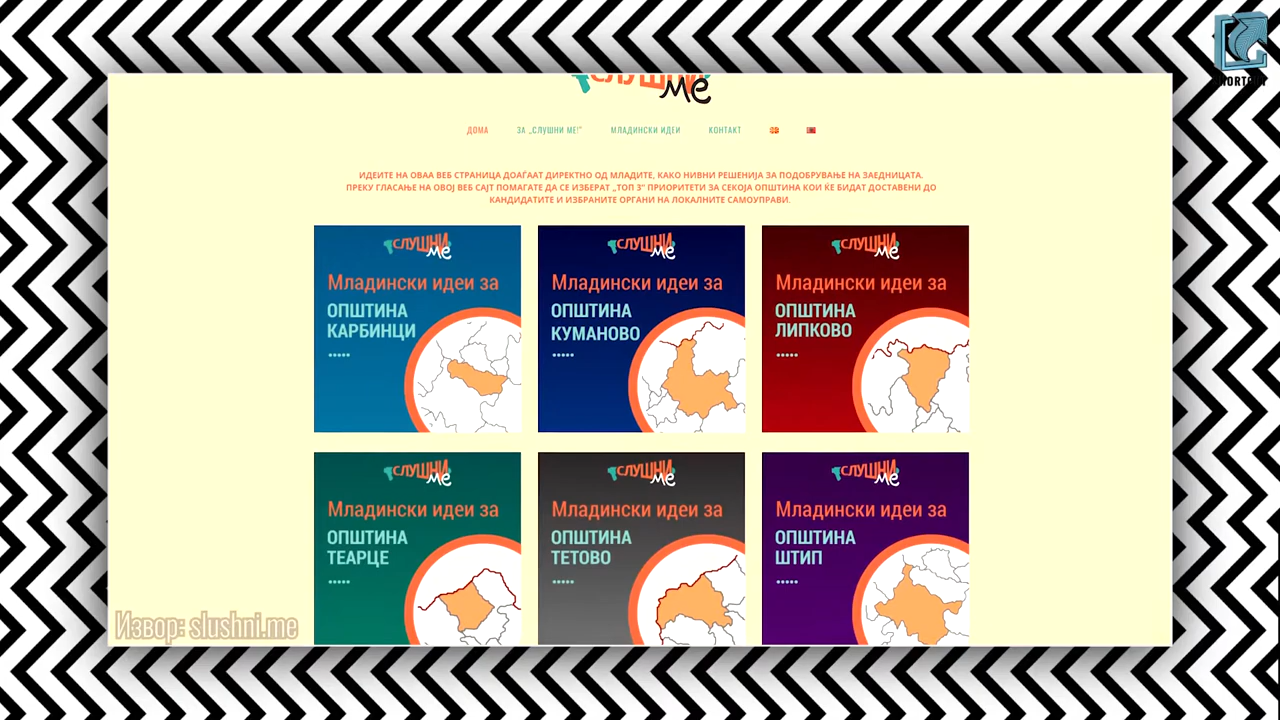 СЛУШНИ
ме
ДОМА
ЗА „СЛУШНИ МЕ!“
МЛАДИНСКИ ИДЕИ
КОНТАКТ
ИДЕИТЕ НА ОВАА ВЕБ СТРАНИЦА ДОАЃААТ ДИРЕКТНО ОД МЛАДИТЕ, КАКО НИВНИ РЕШЕНИЈА ЗА ПОДОБРУВАЊЕ НА ЗАЕДНИЦАТА.
ПРЕКУ ГЛАСАЊЕ НА ОВОЈ ВЕБ САЈТ ПОМАГАТЕ ДА СЕ ИЗБЕРАТ „ТОП 3“ ПРИОРИТЕТИ ЗА СЕКОЈА ОПШТИНА КОИ ЌЕ БИДАТ ДОСТАВЕНИ ДО
КАНДИДАТИТЕ И ИЗБРАНИТЕ ОРГАНИ НА ЛОКАЛНИТЕ САМОУПРАВИ.
СЛУШНИ
ме
Младински идеи за
ОПШТИНА
КАРБИНЦИ
СЛУШНИ
ме
Младински идеи за
ОПШТИНА
КУМАНОВО
СЛУШНИ
ме
Младински идеи за
ОПШТИНА
ЛИПКОВО
СЛУШНИ
ме
Младински идеи за
ОПШТИНА
ТЕАРЦЕ
СЛУШНИ
ме
Младински идеи за
ОПШТИНА
ТЕТОВО
СЛУШНИ
ме
Младински идеи за
ОПШТИНА
ШТИП
Извор: slushni.me